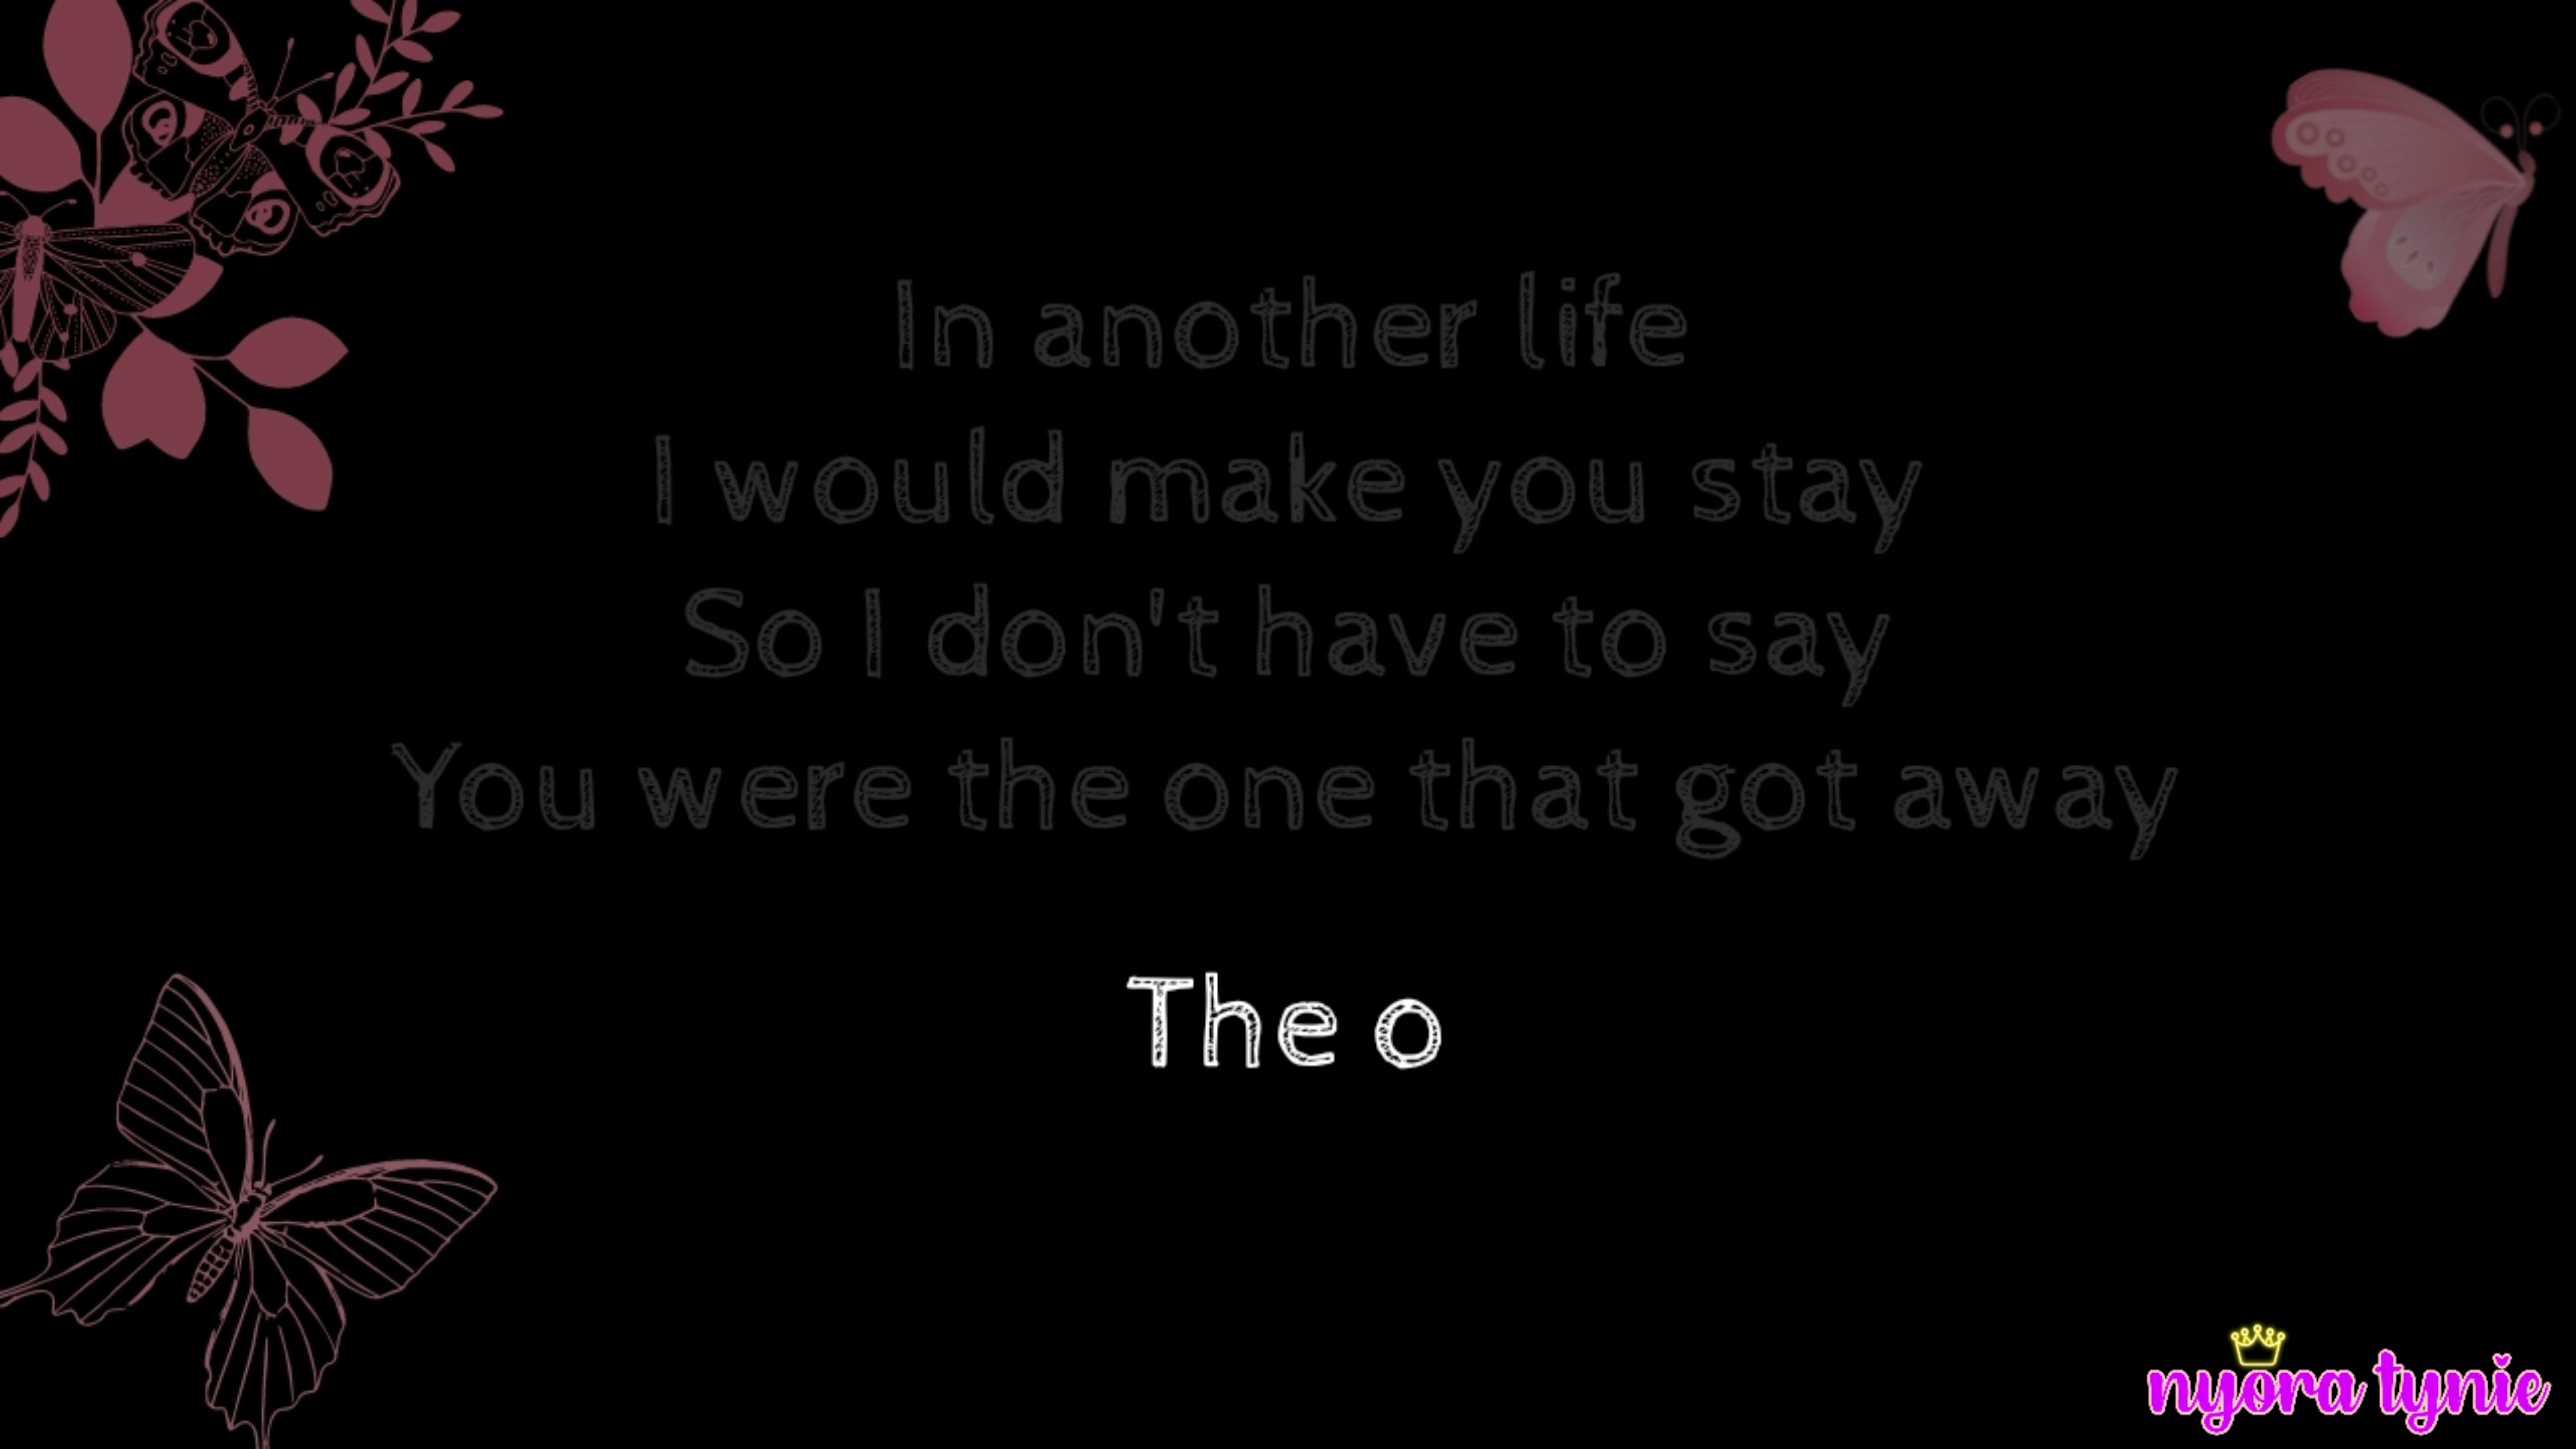 In another life
I would make you stay
So I don't have to say
You were the one that got away
The o
nyora tynie